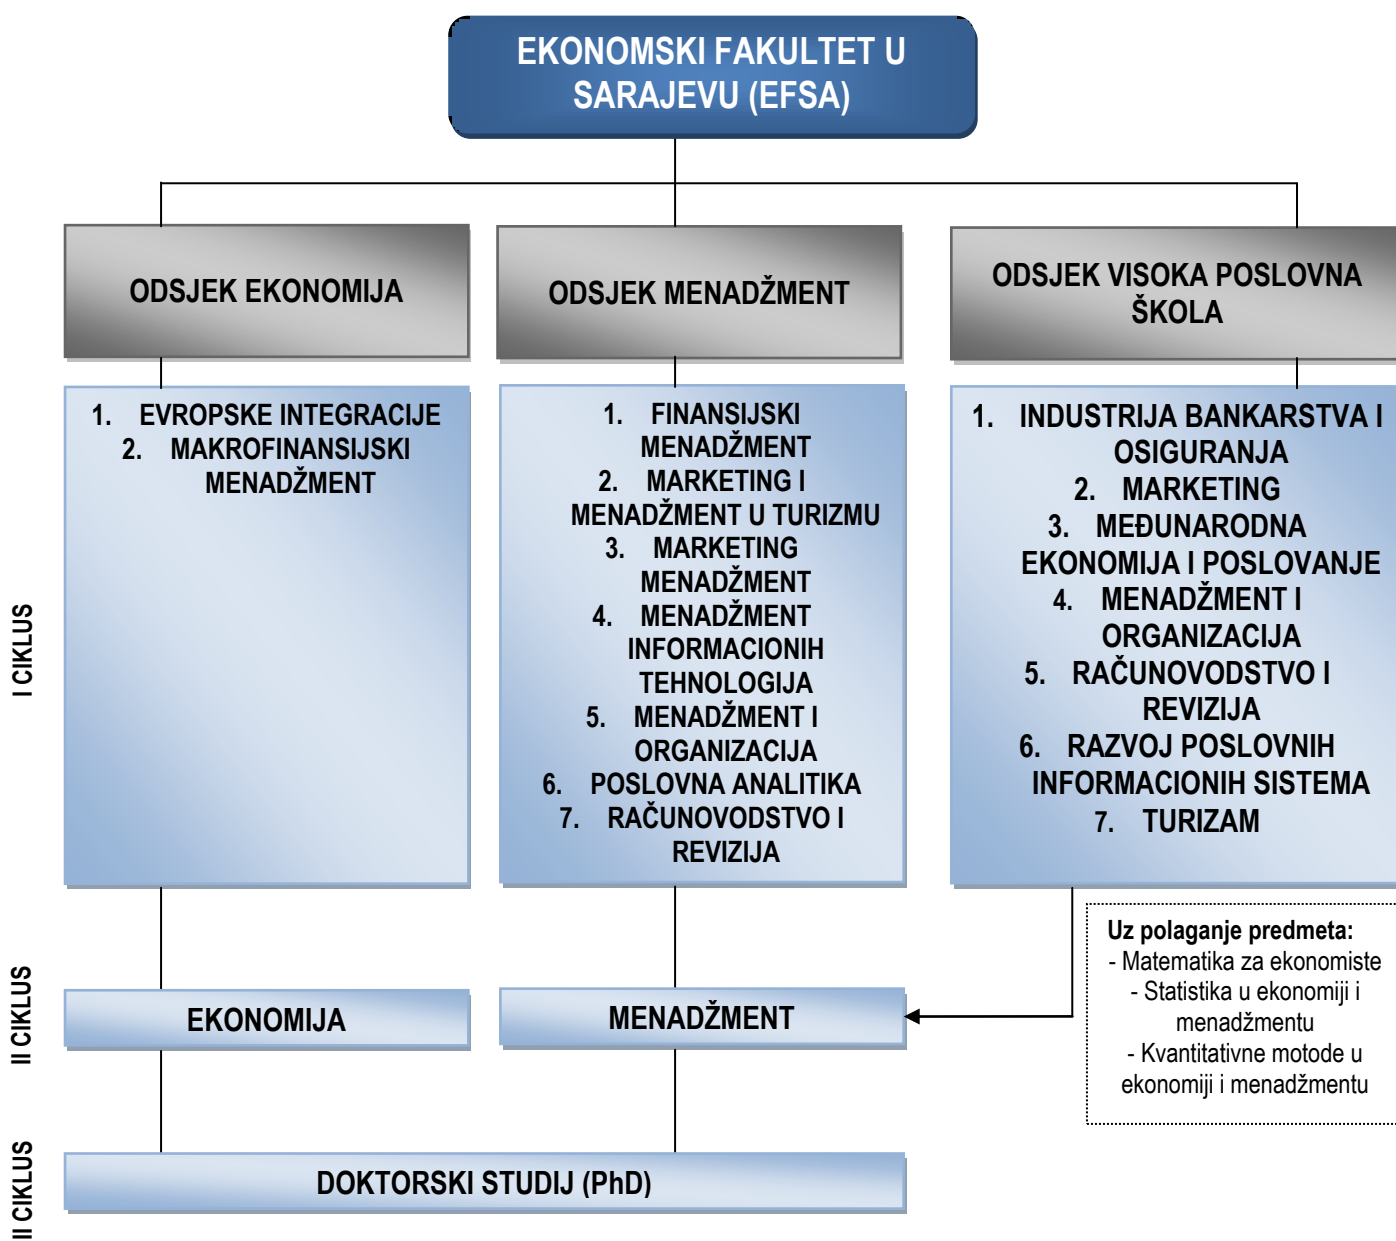 EKONOMSKI FAKULTET U
SARAJEVU (EFSA)
ODSJEK EKONOMIJA
ODSJEK MENADŽMENT
ODSJEK VISOKA POSLOVNA
ŠKOLA
I CIKLUS
1. EVROPSKE INTEGRACIJE
2. MAKROFINANSIJSKI
MENADŽMENT
1. FINANSIJSKI
MENADŽMENT
2. MARKETING I
MENADŽMENT U TURIZMU
3. MARKETING
MENADŽMENT
4. MENADŽMENT
INFORMACIONIH
TEHNOLOGIJA
5. MENADŽMENT I
ORGANIZACIJA
6. POSLOVNA ANALITIKA
7. RAČUNOVODSTVO I
REVIZIJA
1. INDUSTRIJA BANKARSTVA I
OSIGURANJA
2. MARKETING
3. MEĐUNARODNA
EKONOMIJA I POSLOVANJE
4. MENADŽMENT I
ORGANIZACIJA
5. RAČUNOVODSTVO I
REVIZIJA
6. RAZVOJ POSLOVNIH
INFORMACIONIH SISTEMA
7. TURIZAM
Uz polaganje predmeta:
- Matematika za ekonomiste
- Statistika u ekonomiji i
menadžmentu
- Kvantitativne motode u
ekonomiji i menadžmentu
II CIKLUS
EKONOMIJA
MENADŽMENT
II CIKLUS
DOKTORSKI STUDIJ (PhD)